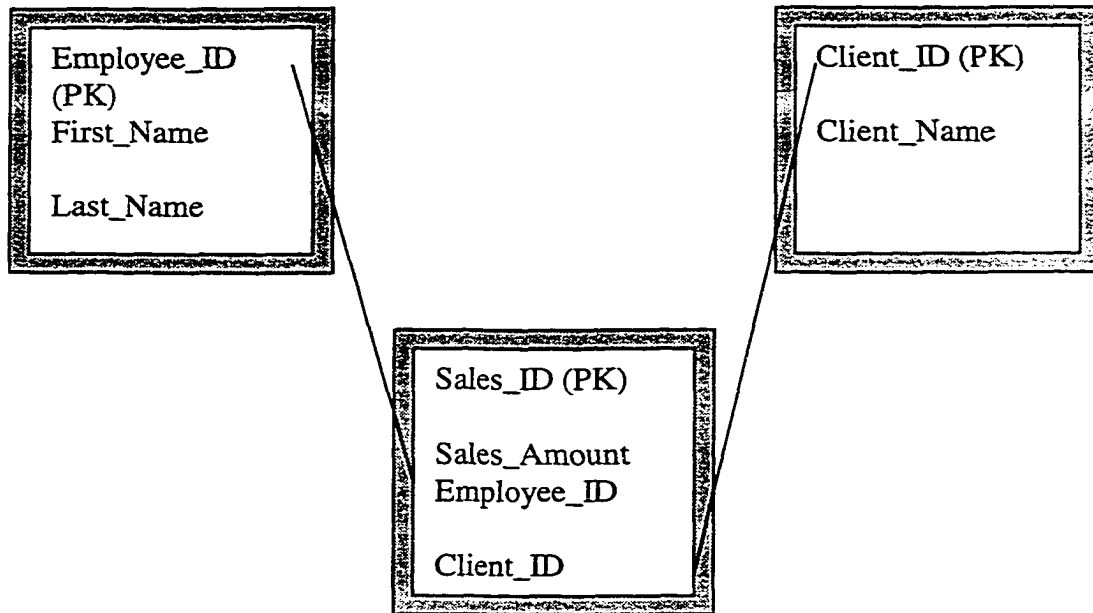 Employee_ID
(PK)
First_Name
Last_Name
Client_ID (PK)
Client_Name
Sales_ID (PK)
Sales_Amount
Employee_ID
Client_ID